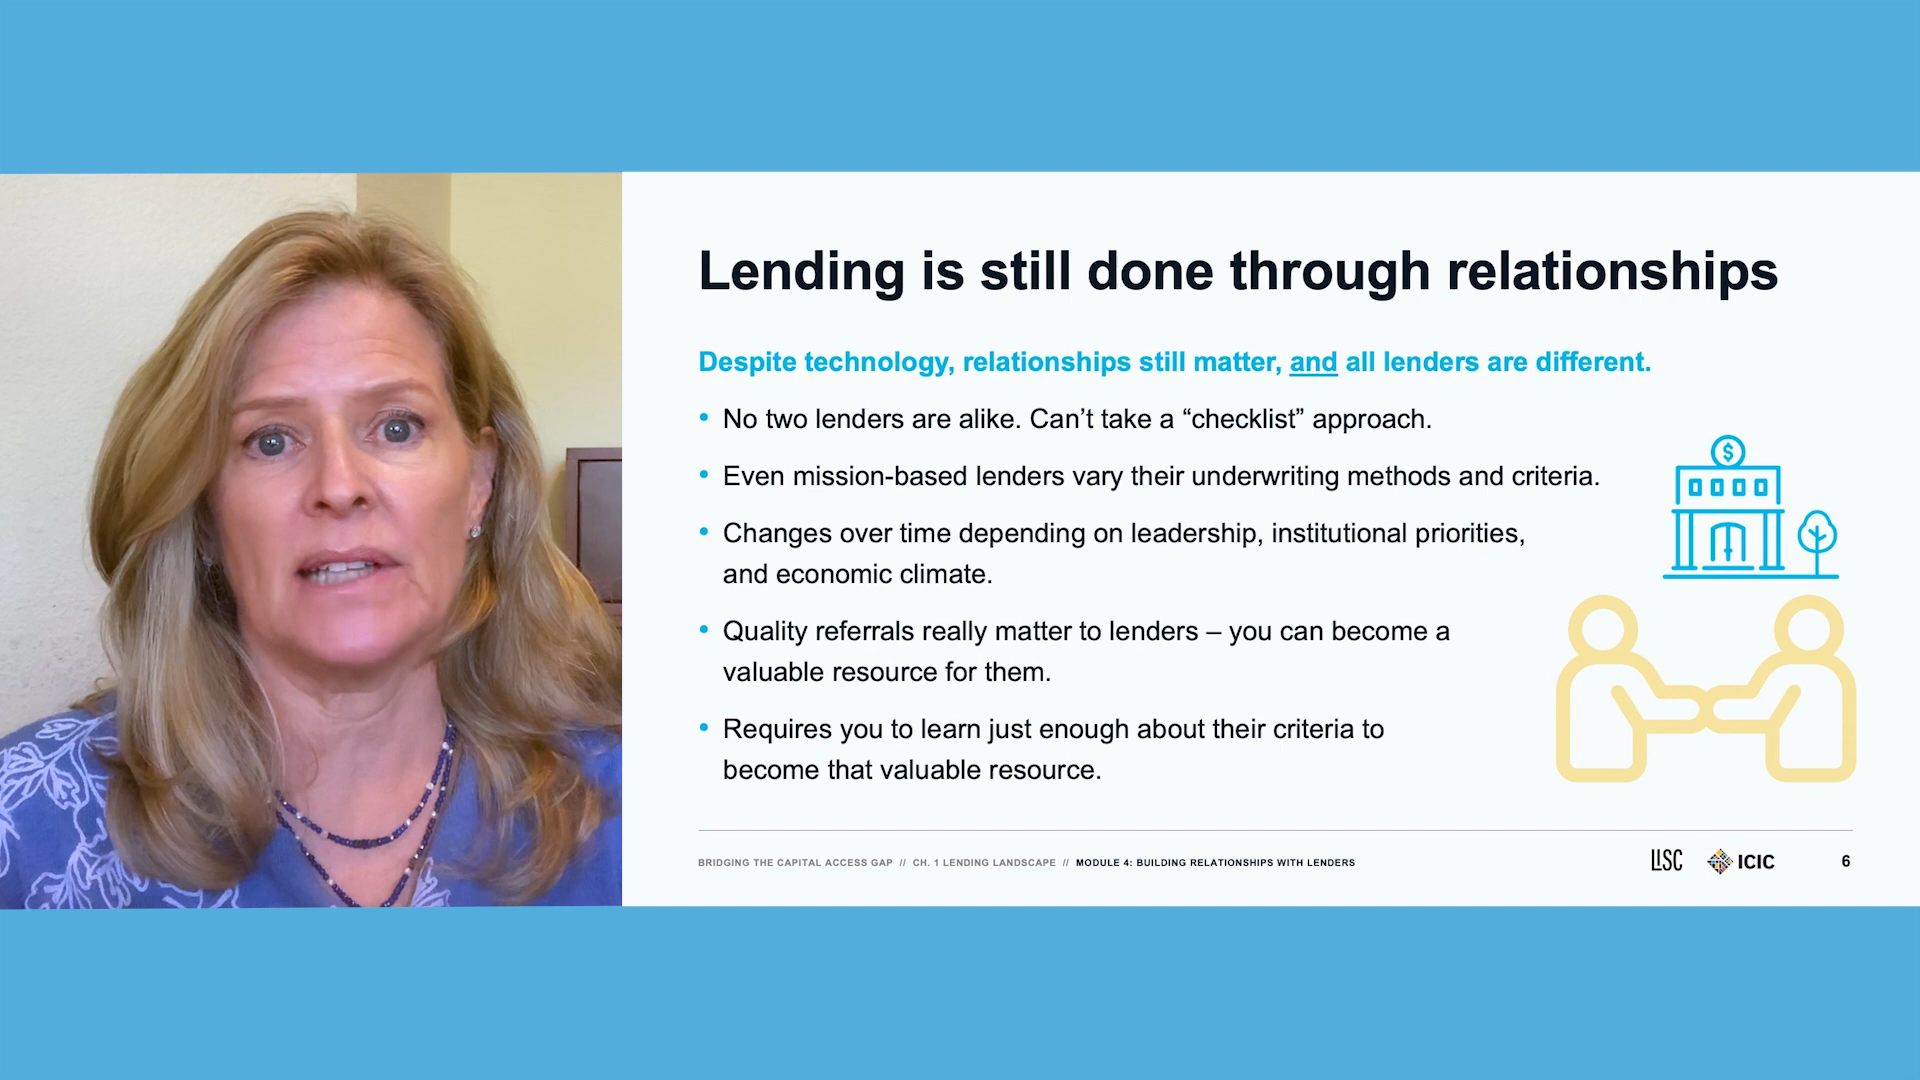 Lending is still done through relationships
Despite technology, relationships still matter, and all lenders are different.
• No two lenders are alike. Can’t take a “checklist” approach.
• Even mission-based lenders vary their underwriting methods and criteria.
• Changes over time depending on leadership, institutional priorities,
and economic climate.
• Quality referrals really matter to lenders – you can become a
valuable resource for them.
• Requires you to learn just enough about their criteria to
become that valuable resource.
$
BRIDGING THE CAPITAL ACCESS GAP // CH. 1 LENDING LANDSCAPE // MODULE 4: BUILDING RELATIONSHIPS WITH LENDERS
LISC ICIC 6